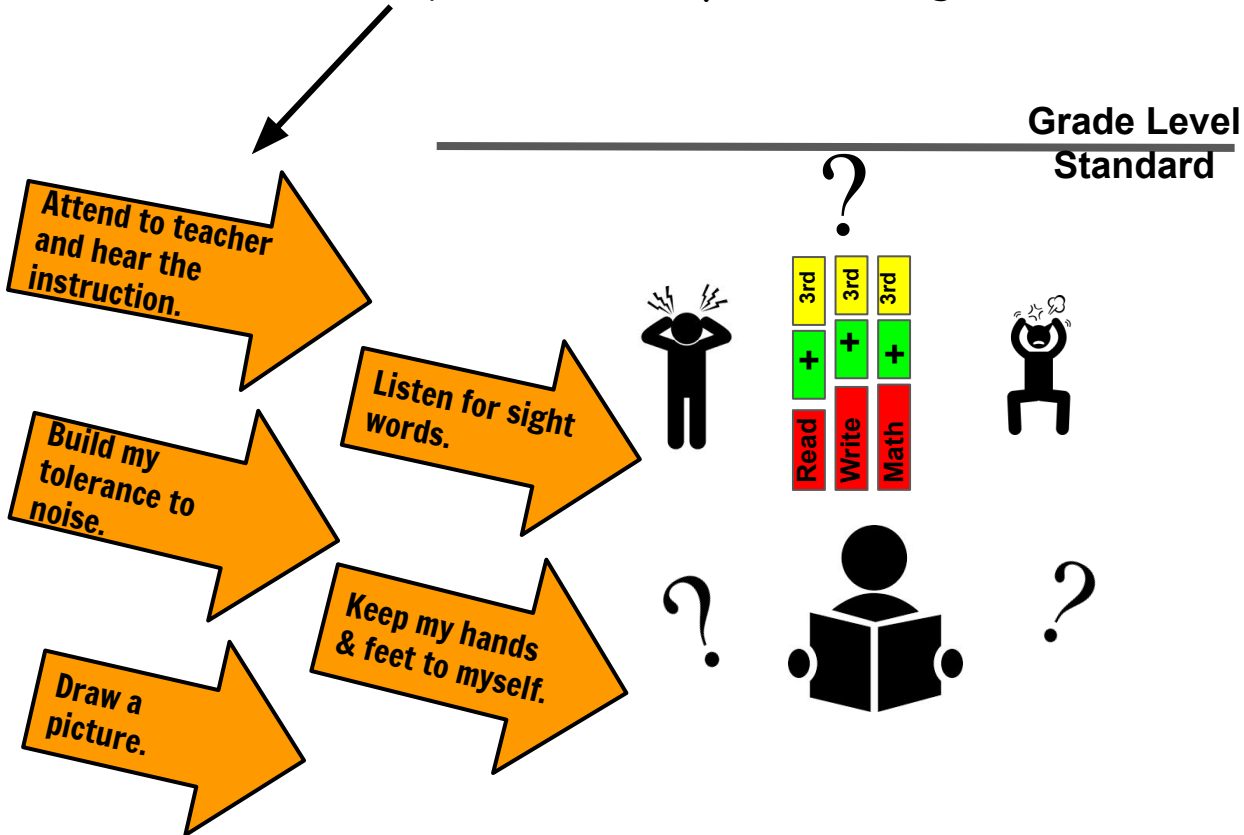 Grade Level
Standard
?
Attend to teacher
and hear the
instruction.
3rd
3rd
3rd
+
+
+
Read
Write
Math
Listen for sight
words.
Build my
tolerance to
noise.
Keep my hands
& feet to myself.
?
?
Draw a
picture.